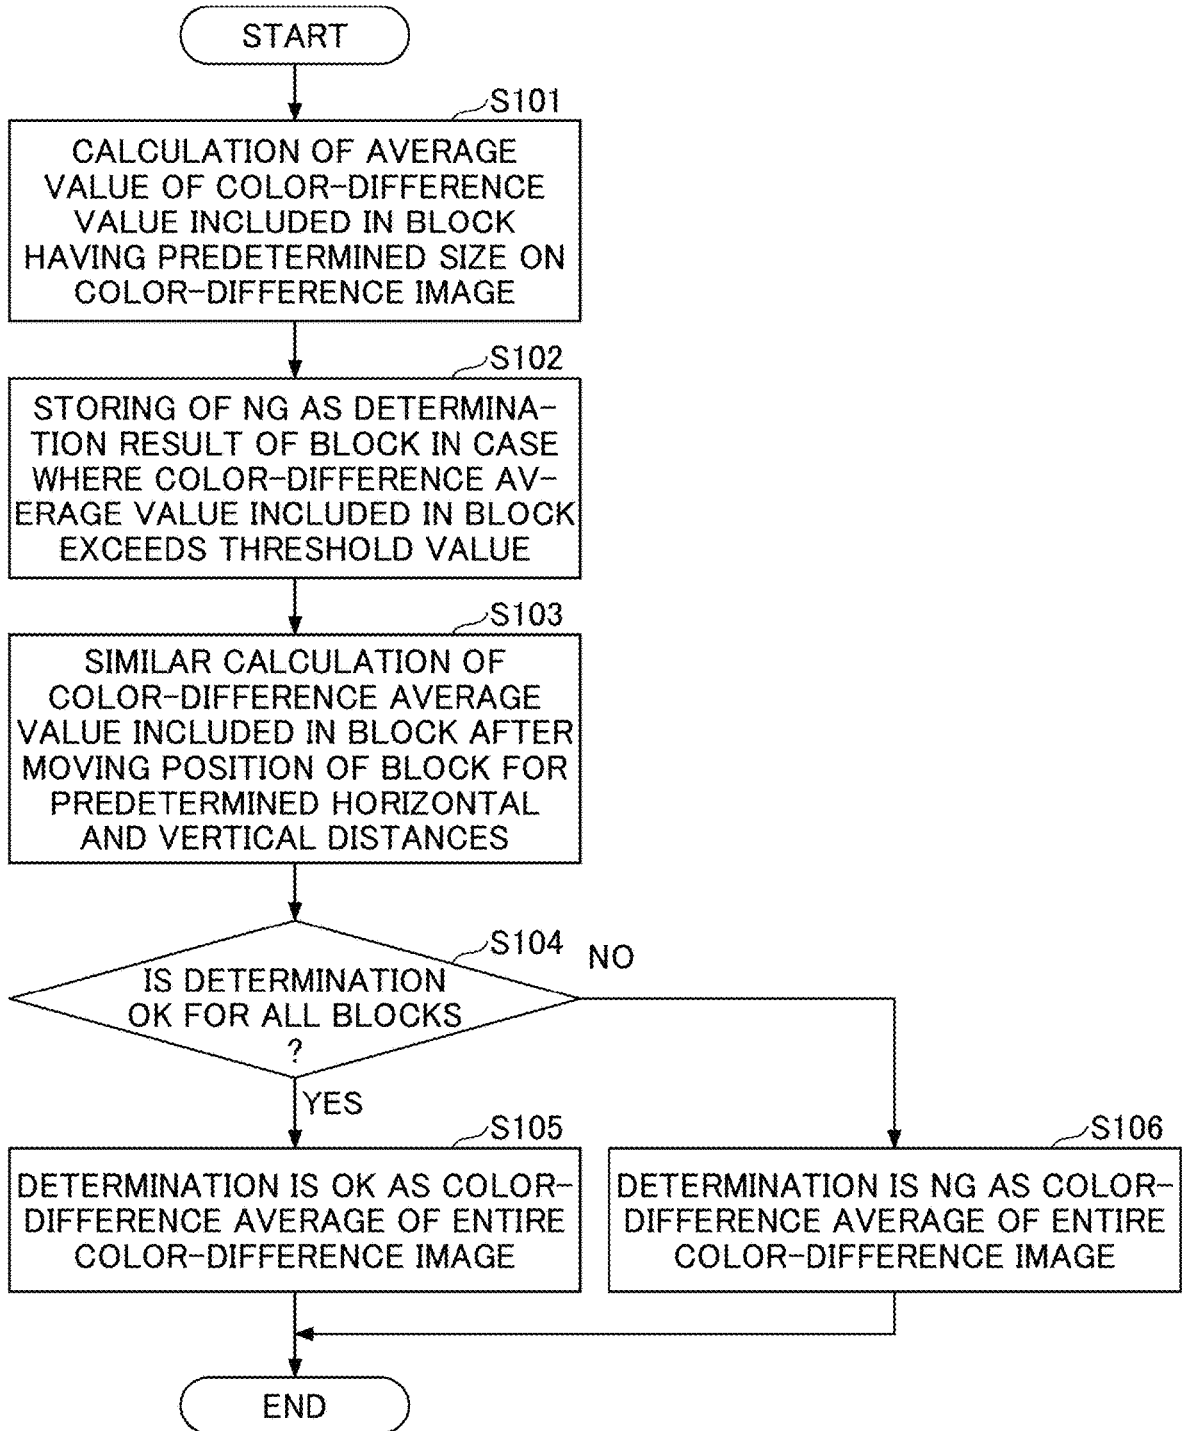 START
S101
CALCULATION OF AVERAGE
VALUE OF COLOR-DIFFERENCE
VALUE INCLUDED IN BLOCK
HAVING PREDETERMINED SIZE ON
COLOR-DIFFERENCE IMAGE
S102
STORING OF NG AS DETERMINA-
TION RESULT OF BLOCK IN CASE
WHERE COLOR-DIFFERENCE AV-
ERAGE VALUE INCLUDED IN BLOCK
EXCEEDS THRESHOLD VALUE
S103
SIMILAR CALCULATION OF
COLOR-DIFFERENCE AVERAGE
VALUE INCLUDED IN BLOCK AFTER
MOVING POSITION OF BLOCK FOR
PREDETERMINED HORIZONTAL
AND VERTICAL DISTANCES
S104
NO
IS DETERMINATION
OK FOR ALL BLOCKS
?
YES
S105
DETERMINATION IS OK AS COLOR-
DIFFERENCE AVERAGE OF ENTIRE
COLOR-DIFFERENCE IMAGE
S106
DETERMINATION IS NG AS COLOR-
DIFFERENCE AVERAGE OF ENTIRE
COLOR-DIFFERENCE IMAGE
END